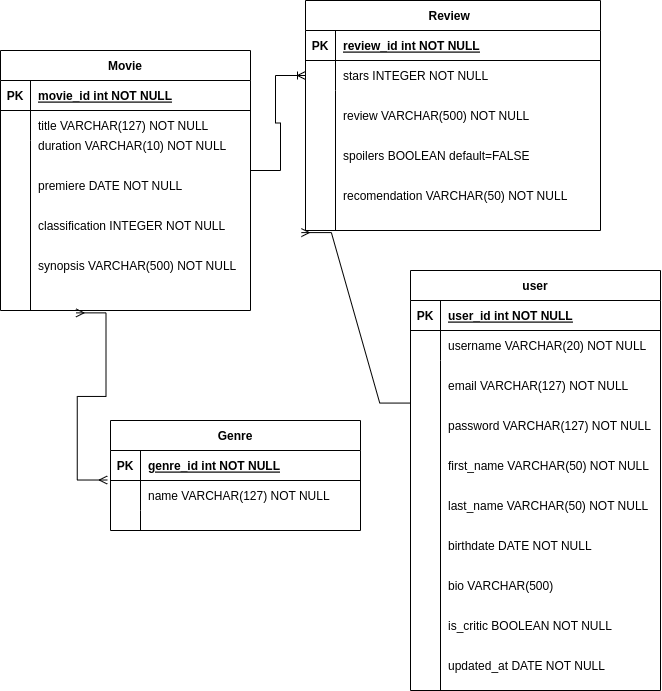 Movie
PK movie_id int NOT NULL
title VARCHAR(127) NOT NULL
duration VARCHAR(10) NOT NULL
premiere DATE NOT NULL
classification INTEGER NOT NULL
synopsis VARCHAR(500) NOT NULL
Review
PK review_id int NOT NULL
stars INTEGER NOT NULL
review VARCHAR(500) NOT NULL
spoilers BOOLEAN default=FALSE
recomendation VARCHAR(50) NOT NULL
Genre
PK genre_id int NOT NULL
name VARCHAR(127) NOT NULL
user
PK user_id int NOT NULL
username VARCHAR(20) NOT NULL
email VARCHAR(127) NOT NULL
password VARCHAR(127) NOT NULL
first_name VARCHAR(50) NOT NULL
last_name VARCHAR(50) NOT NULL
birthdate DATE NOT NULL
bio VARCHAR(500)
is_critic BOOLEAN NOT NULL
updated_at DATE NOT NULL